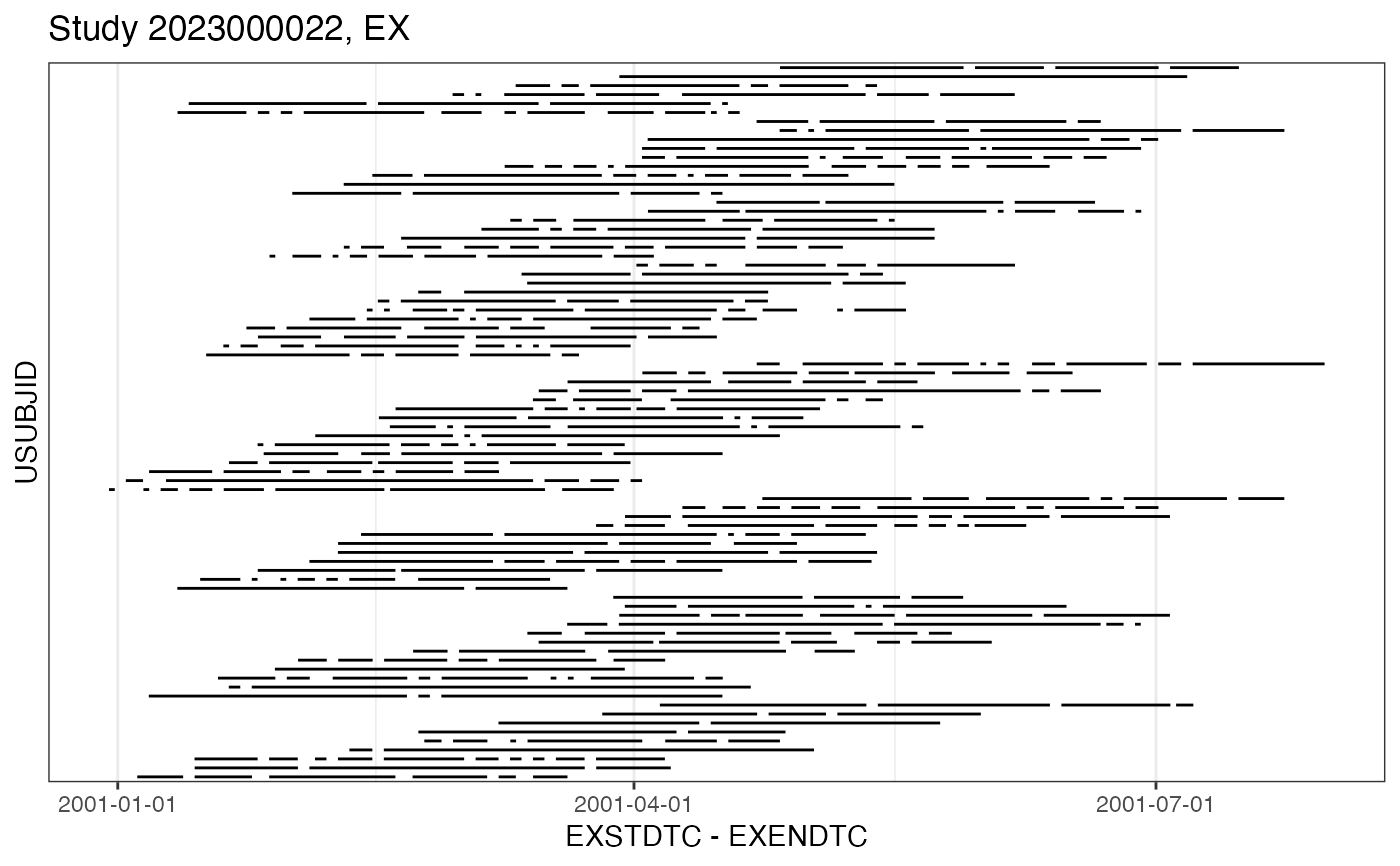 Study 2023000022, EX
USUBJID
2001-01-01
2001-04-01
2001-07-01
EXSTDTC - EXENDTC